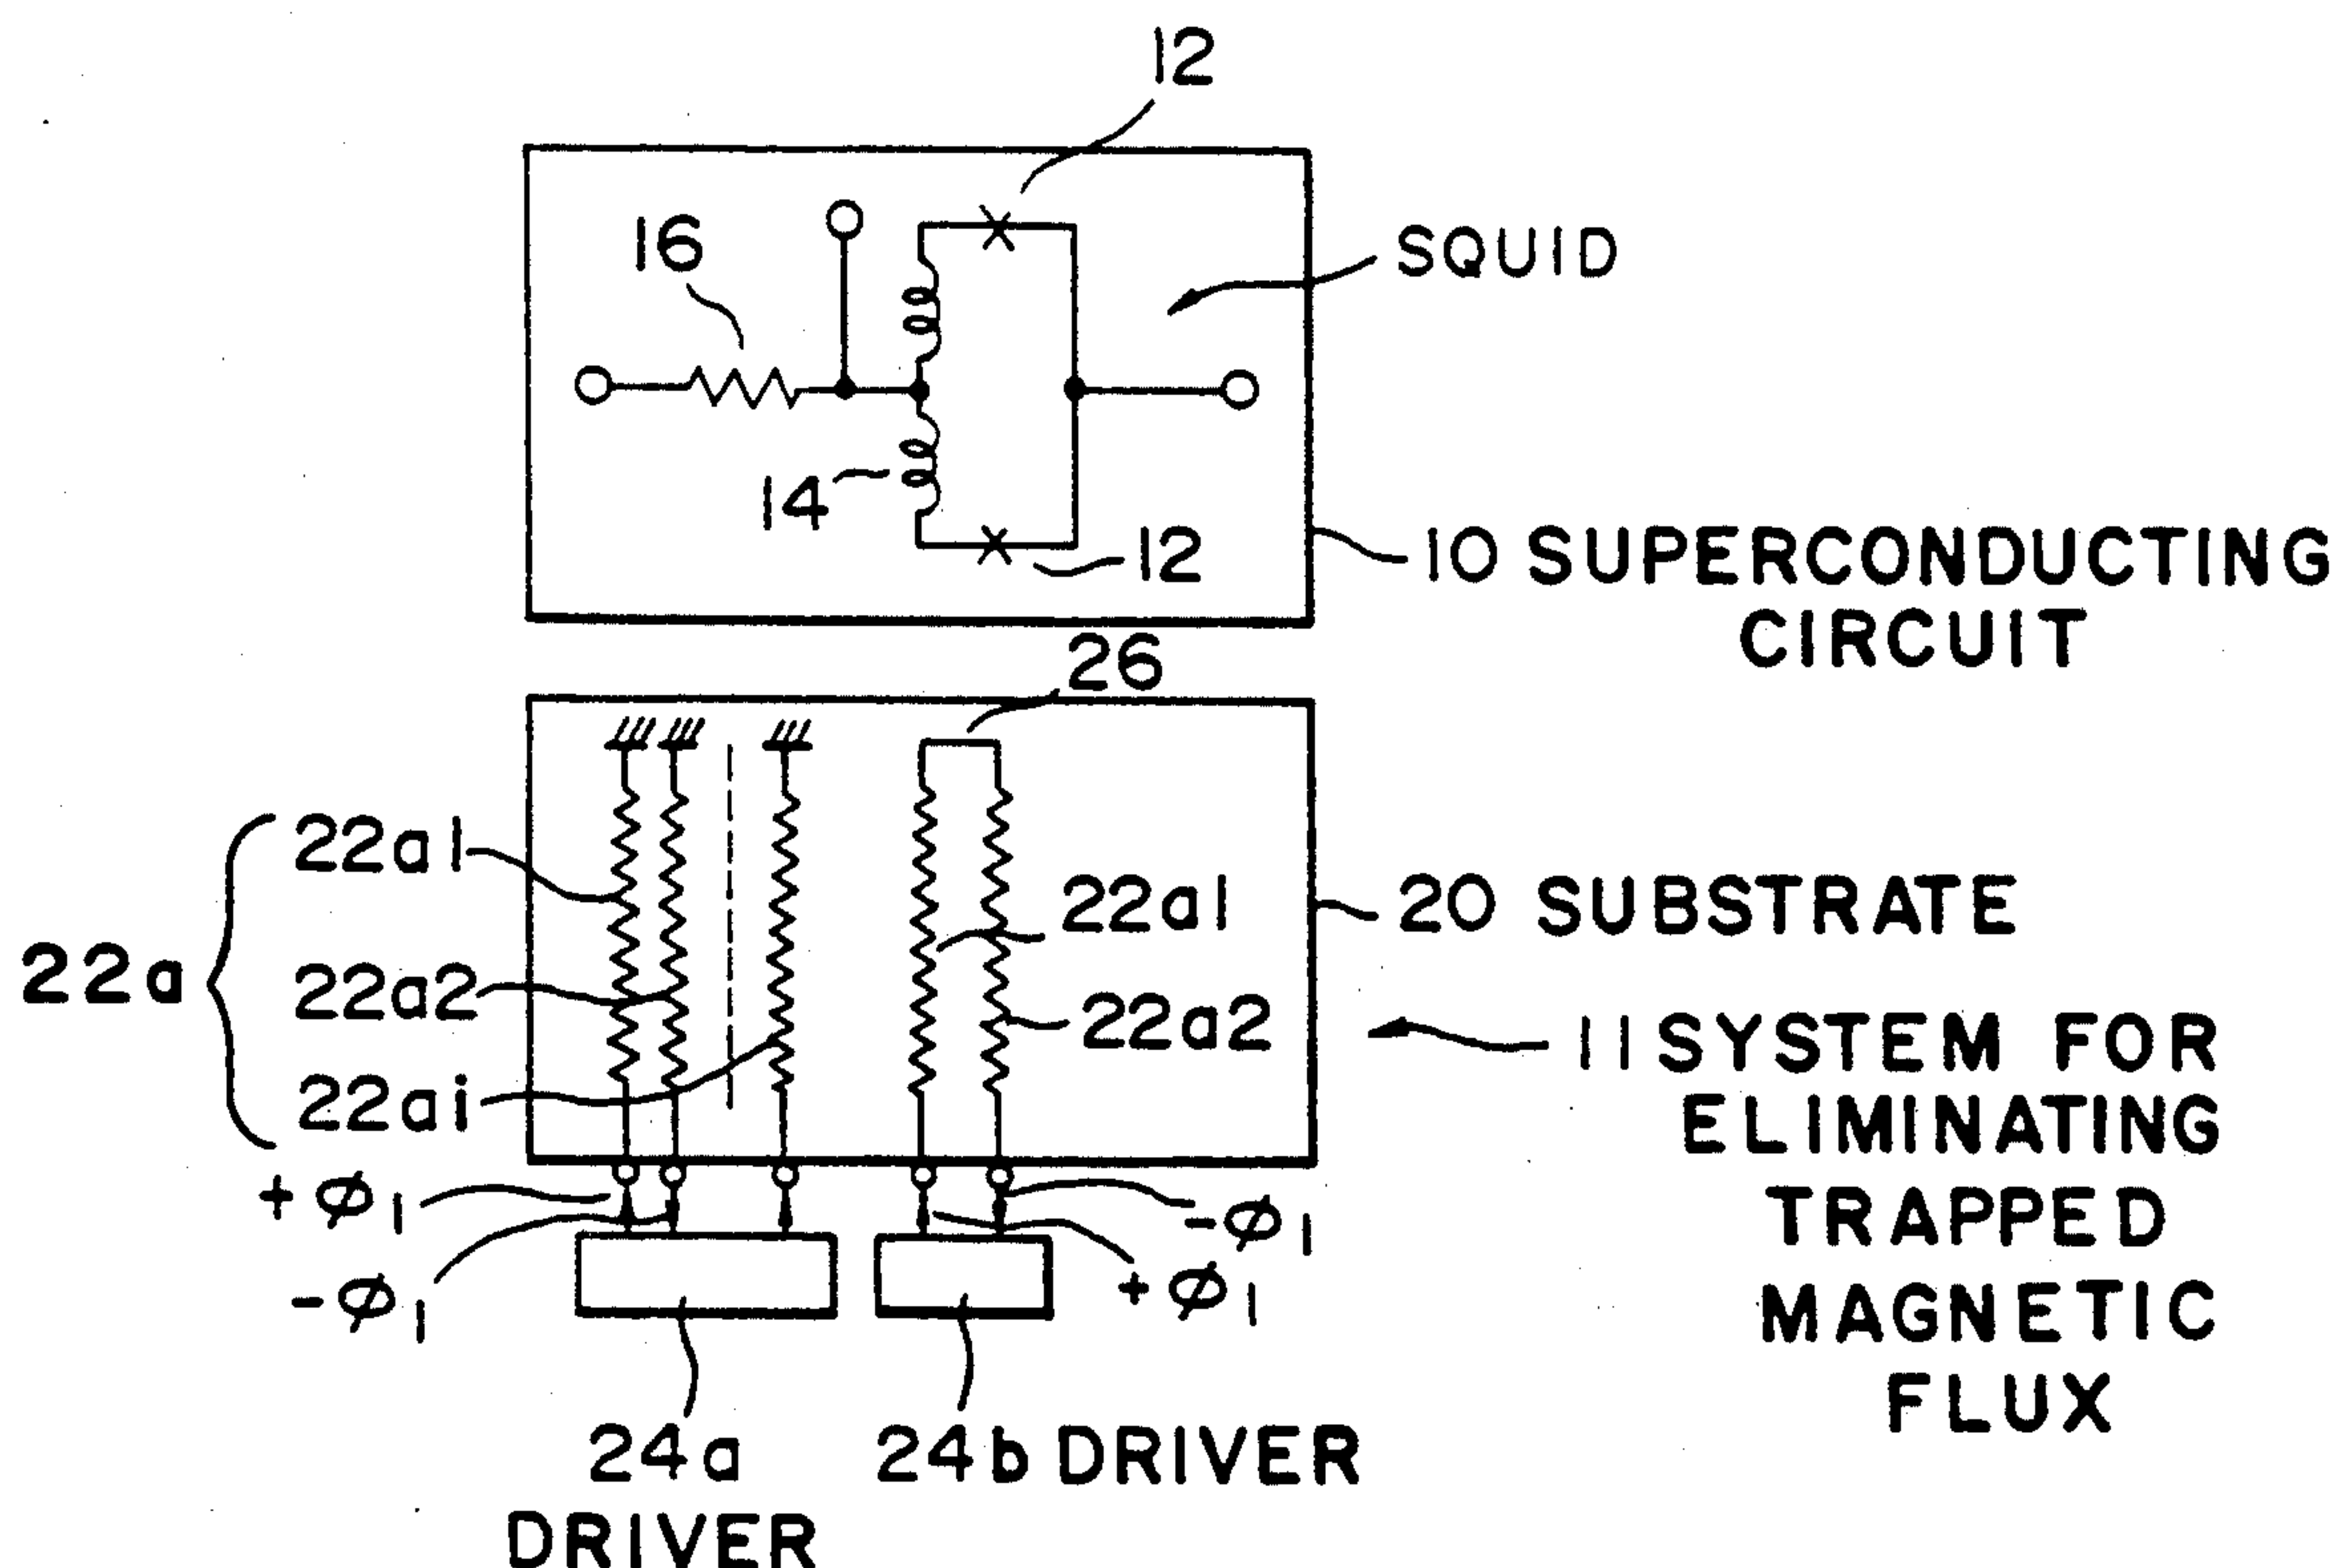 12
16
SQUID
14
12
10 SUPERCONDUCTING
CIRCUIT
26
22a
22a1
22a2
22ai
22a1
22a2
20 SUBSTRATE
11 SYSTEM FOR
ELIMINATING
TRAPPED
MAGNETIC
FLUX
+Φ1
-Φ1
-Φ1
+Φ1
24a
DRIVER
24b DRIVER